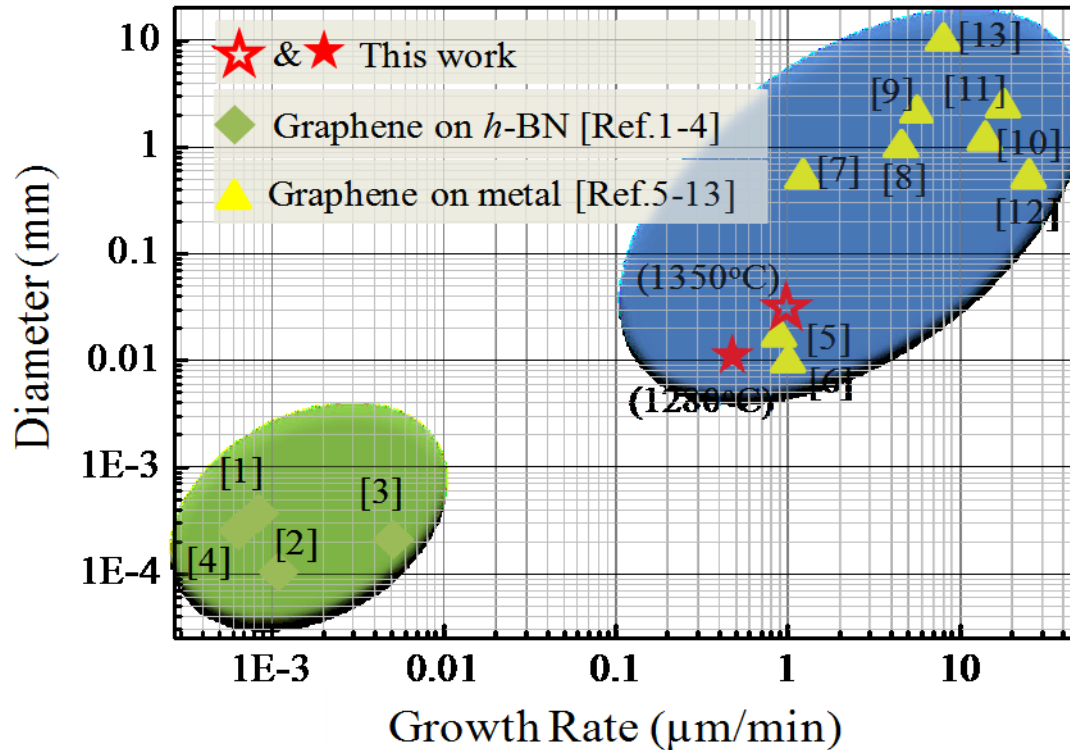 10
& This work
[13]
[9]
[11]
Graphene on h-BN [Ref.1-4]
1
[10]
[7]
[8]
Graphene on metal [Ref.5-13]
[12]
0.1
(1350°C)
[5]
0.01
[6]
(1280°C)
Diameter (mm)
1E-3
[1]
[3]
[2]
[4]
1E-4
1E-3
0.01
0.1
1
10
Growth Rate (μm/min)